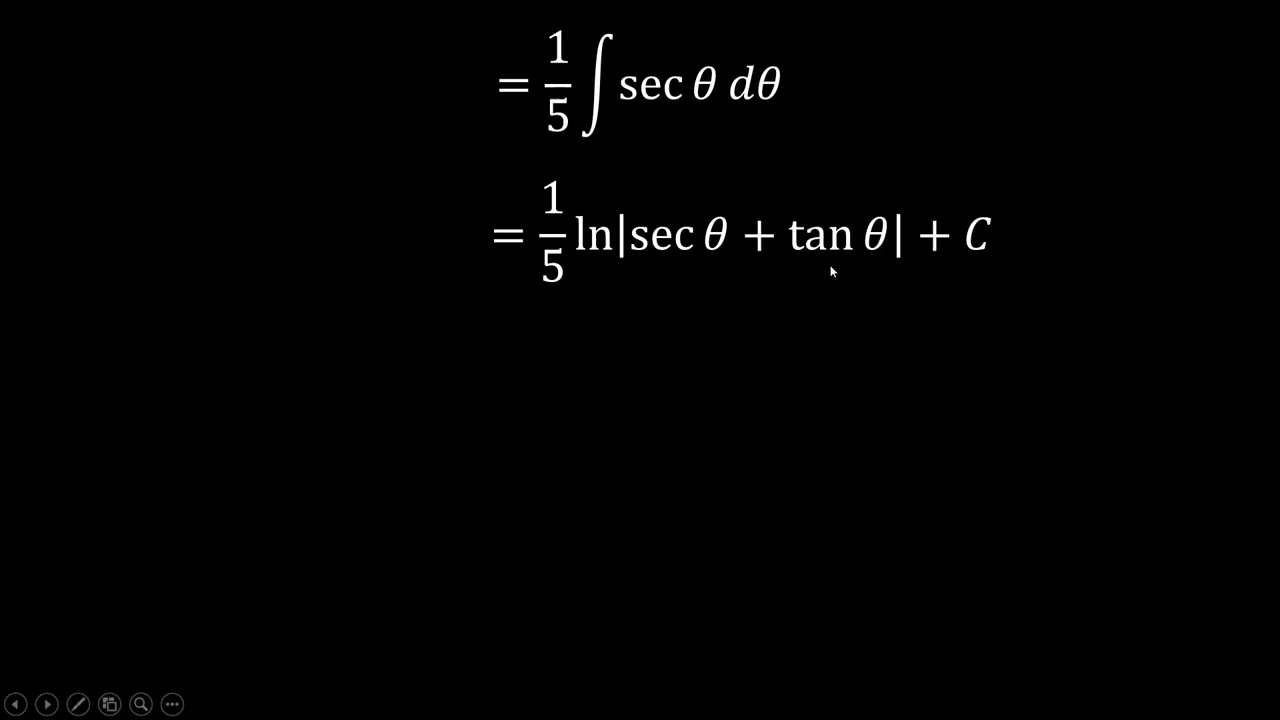 = 1/5 ∫ sec θ dθ
= 1/5 ln|sec θ + tan θ| + C